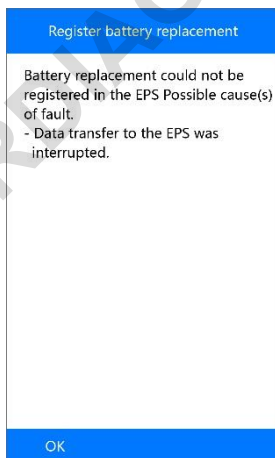 Register battery replacement
Battery replacement could not be
registered in the EPS Possible cause(s)
of fault.
- Data transfer to the EPS was
interrupted.
OK